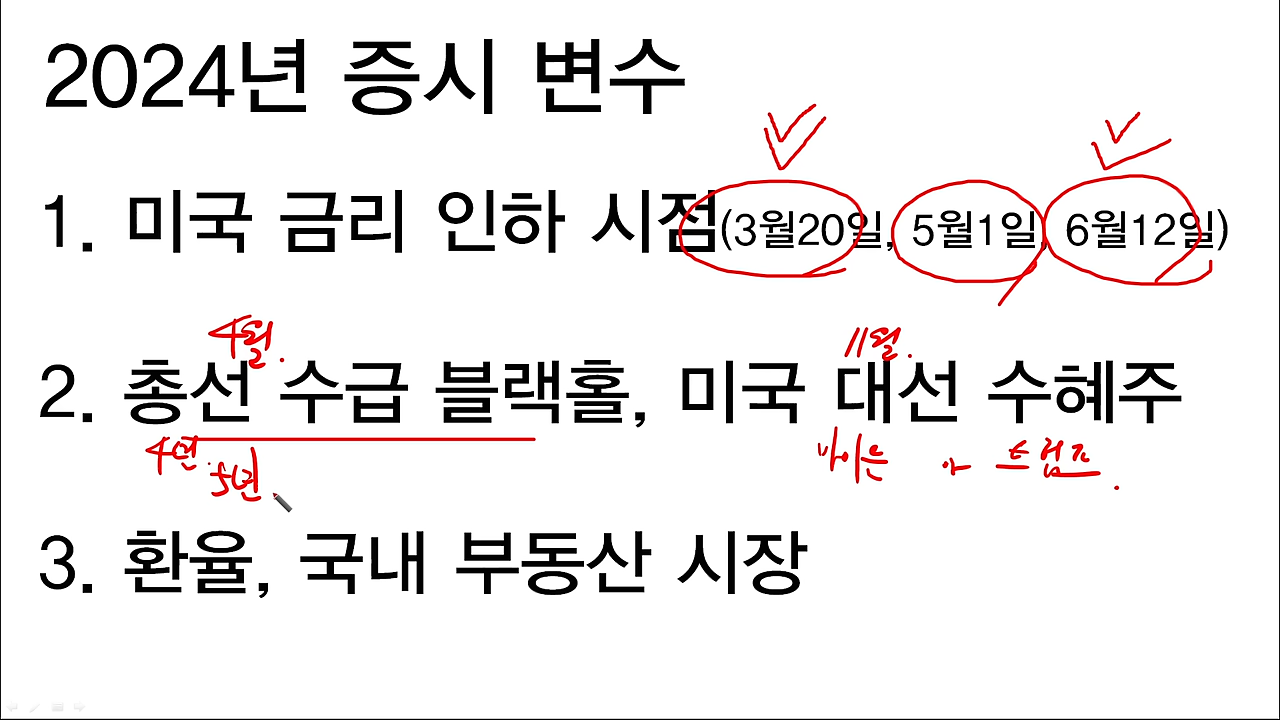 2024년 증시 변수
1. 미국 금리 인하 시점(3월20일, 5월1일, 6월12일)
4월. 11월.
2. 총선 수급 블랙홀, 미국 대선 수혜주
4년. 5년 바이든
3. 환율, 국내 부동산 시장